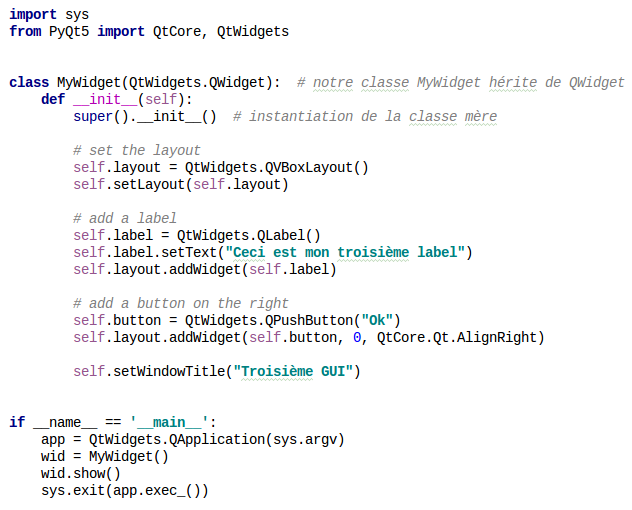 import sys
from PyQt5 import QtCore, QtWidgets
class MyWidget(QtWidgets.QWidget):  # notre classe MyWidget hérite de QWidget
    def __init__(self):
        super().__init__()  # instantiation de la classe mère
        # set the layout
        self.layout = QtWidgets.QVBoxLayout()
        self.setLayout(self.layout)
        # add a label
        self.label = QtWidgets.QLabel()
        self.label.setText("Ceci est mon troisième label")
        self.layout.addWidget(self.label)
        # add a button on the right
        self.button = QtWidgets.QPushButton("Ok")
        self.layout.addWidget(self.button, 0, QtCore.Qt.AlignRight)
        self.setWindowTitle("Troisième GUI")
if __name__ == '__main__':
    app = QtWidgets.QApplication(sys.argv)
    wid = MyWidget()
    wid.show()
    sys.exit(app.exec_())